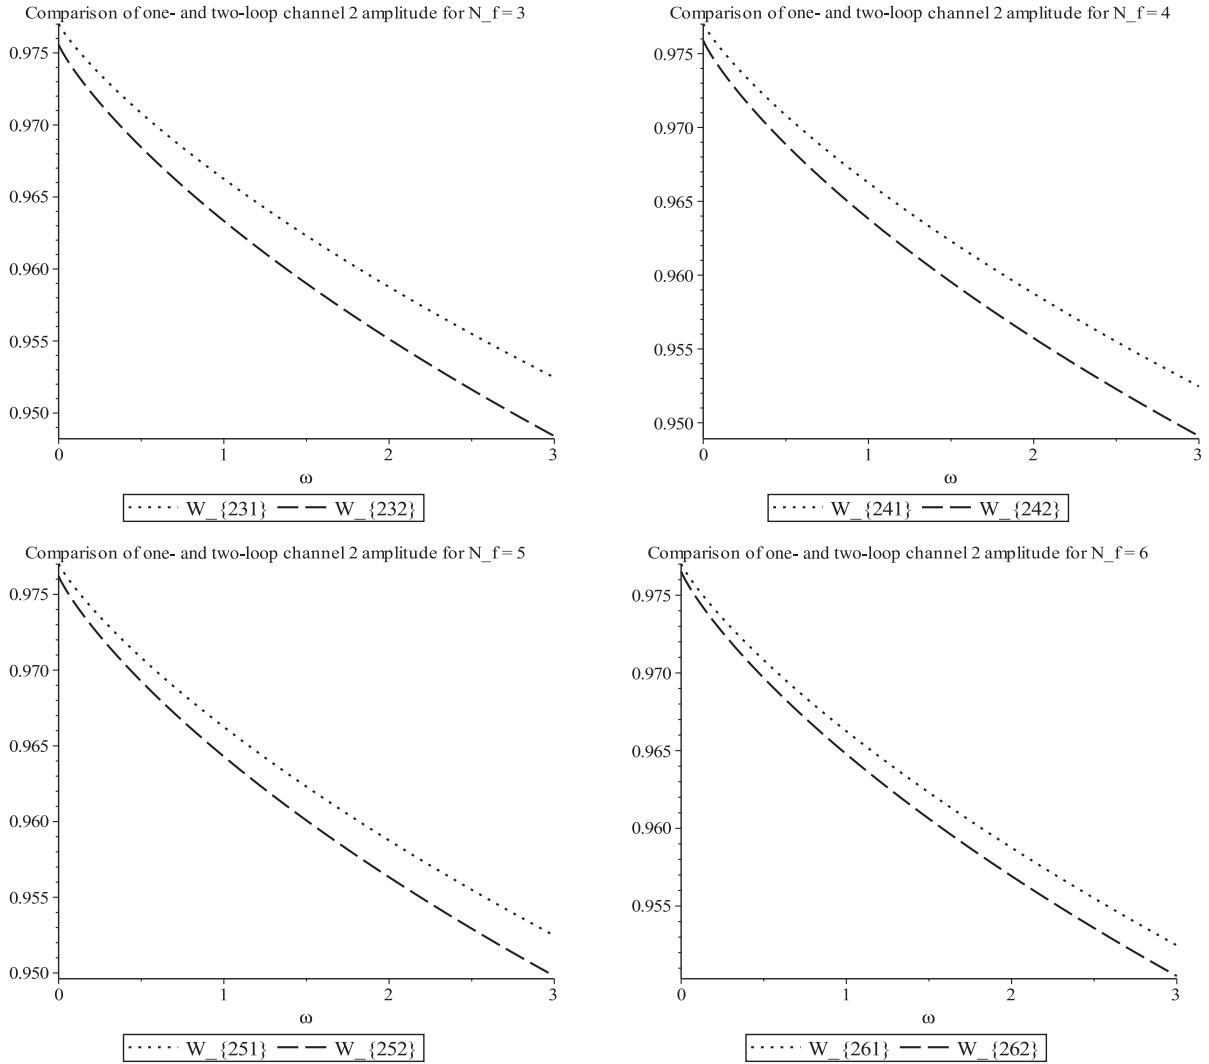 Comparison of one- and two-loop channel 2 amplitude for N_f = 3
0.975
0.970
0.965
0.960
0.955
0.950
0 1 2 3
ω
W_{231} W_{232}
Comparison of one- and two-loop channel 2 amplitude for N_f = 4
0.975
0.970
0.965
0.960
0.955
0.950
0 1 2 3
ω
W_{241} W_{242}
Comparison of one- and two-loop channel 2 amplitude for N_f = 5
0.975
0.970
0.965
0.960
0.955
0.950
0 1 2 3
ω
W_{251} W_{252}
Comparison of one- and two-loop channel 2 amplitude for N_f = 6
0.975
0.970
0.965
0.960
0.955
0 1 2 3
ω
W_{261} W_{262}